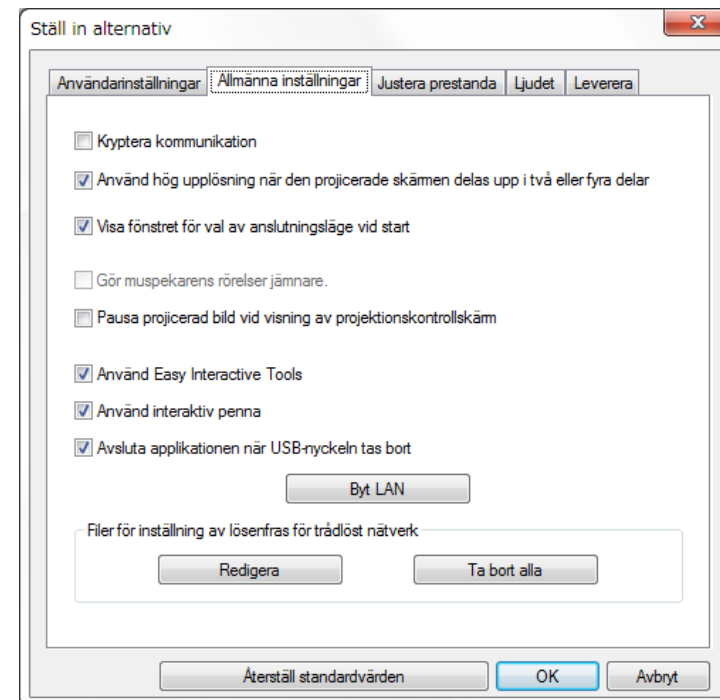 Ställ in alternativ
Användarinställningar Allmänna inställningar Justera prestanda Ljudet Leverera
Kryptera kommunikation
Använd hög upplösning när den projicerade skärmen delas upp i två eller fyra delar
Visa fönstret för val av anslutningsläge vid start
Gör muspekarens rörelser jämnare.
Pausa projicerad bild vid visning av projektionskontrollskärm
Använd Easy Interactive Tools
Använd interaktiv penna
Avsluta applikationen när USB-nyckeln tas bort
Byt LAN
Filer för inställning av lösenfras för trådlöst nätverk
Redigera Ta bort alla
Återställ standardvärden OK Avbryt